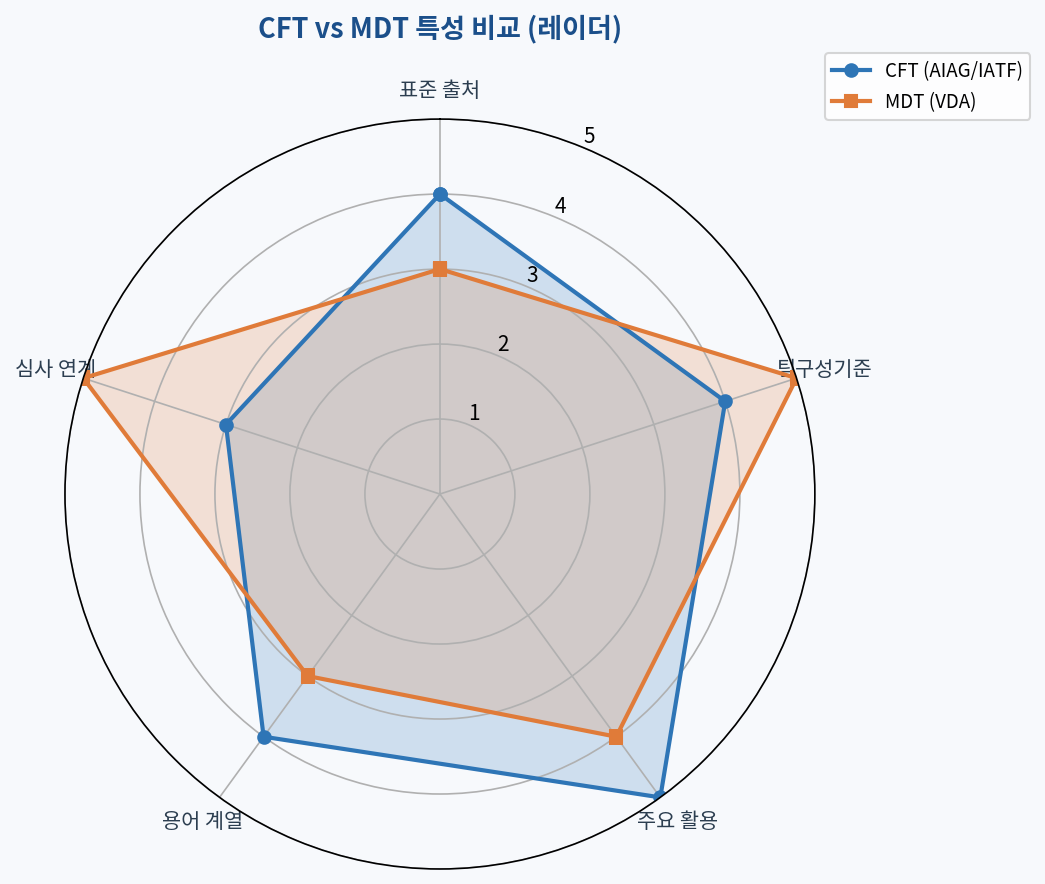 CFT vs MDT 특성 비교 (레이더)
CFT (AIAG/IATF)
MDT (VDA)
표준 출처
5
4
3
2
1
심사 연계
팀구성기준
용어 계열
주요 활용